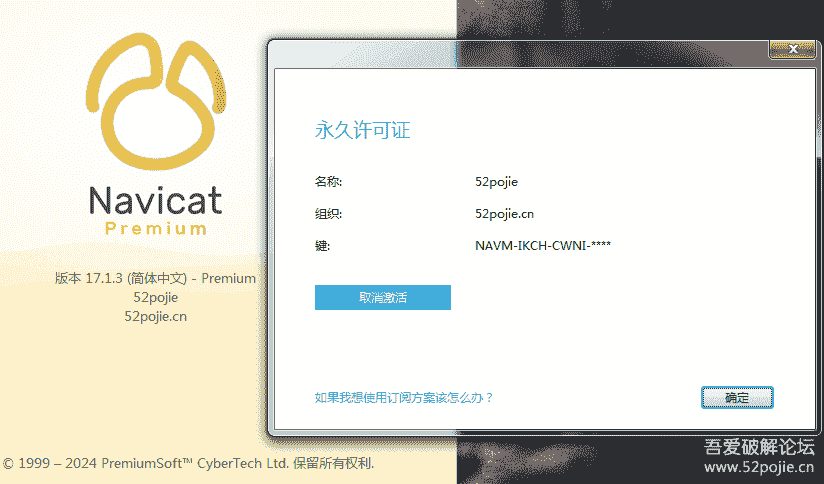 Navicat
Premium
版本 17.1.3 (简体中文) - Premium
52pojie
52pojie.cn
© 1999 – 2024 PremiumSoft™ CyberTech Ltd. 保留所有权利.
x
永久许可证
名称: 52pojie
组织: 52pojie.cn
键: NAVM-IKCH-CWNI-****
取消激活
如果我想使用订阅方案该怎么办？
确定
吾爱破解论坛
www.52pojie.cn